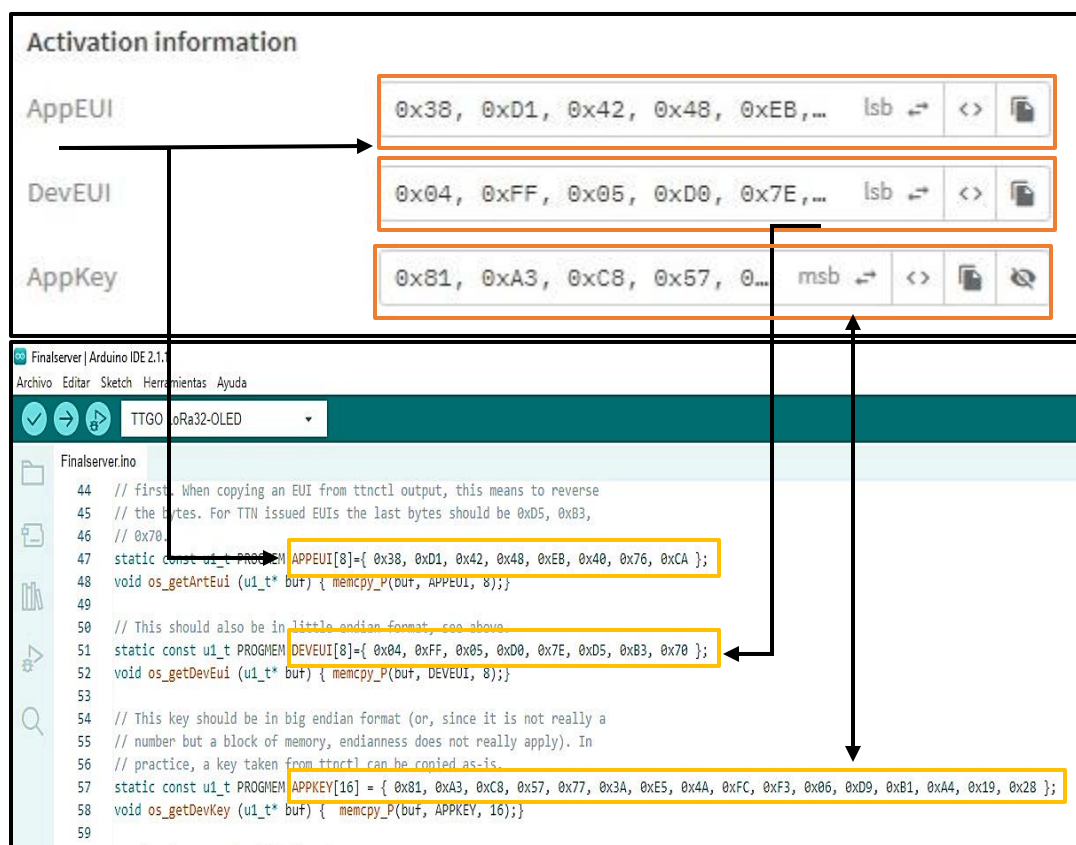 Activation information
AppEUI 0x38, 0xD1, 0x42, 0x48, 0xEB,… lsb
DevEUI 0x04, 0xFF, 0x05, 0xD0, 0x7E,… lsb
AppKey 0x81, 0xA3, 0xC8, 0x57, 0… msb
Finalserver | Arduino IDE 2.1.1
Archivo Editar Sketch Herramientas Ayuda
TTGO LoRa32-OLED
Finalserver.ino
44 // first. When copying an EUI from ttnctl output, this means to reverse
45 // the bytes. For TTN issued EUIs the last bytes should be 0xD5, 0xB3,
46 // 0x70.
47 static const u1_t PROGMEM APPEUI[8]={ 0x38, 0xD1, 0x42, 0x48, 0xEB, 0x40, 0x76, 0xCA };
48 void os_getArtEui (u1_t* buf) { memcpy_P(buf, APPEUI, 8);}
49
50 // This should also be in little endian format, see above.
51 static const u1_t PROGMEM DEVEUI[8]={ 0x04, 0xFF, 0x05, 0xD0, 0x7E, 0xD5, 0xB3, 0x70 };
52 void os_getDevEui (u1_t* buf) { memcpy_P(buf, DEVEUI, 8);}
53
54 // This key should be in big endian format (or, since it is not really a
55 // number but a block of memory, endianness does not really apply). In
56 // practice, a key taken from ttnctl can be copied as-is.
57 static const u1_t PROGMEM APPKEY[16] = { 0x81, 0xA3, 0xC8, 0x57, 0x77, 0x3A, 0xE5, 0x4A, 0xFC, 0xF3, 0x06, 0xD9, 0xB1, 0xA4, 0x19, 0x28 };
58 void os_getDevKey (u1_t* buf) { memcpy_P(buf, APPKEY, 16);}
59